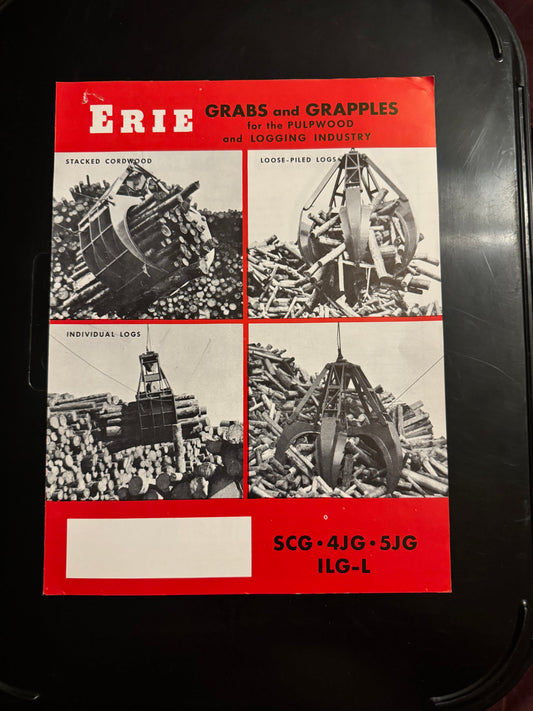 ERIE GRABS and GRAPPLES
for the PULPWOOD
and LOGGING INDUSTRY
STACKED CORDWOOD
LOOSE-PILED LOGS
INDIVIDUAL LOGS
SCG • 4JG • 5JG
ILG-L